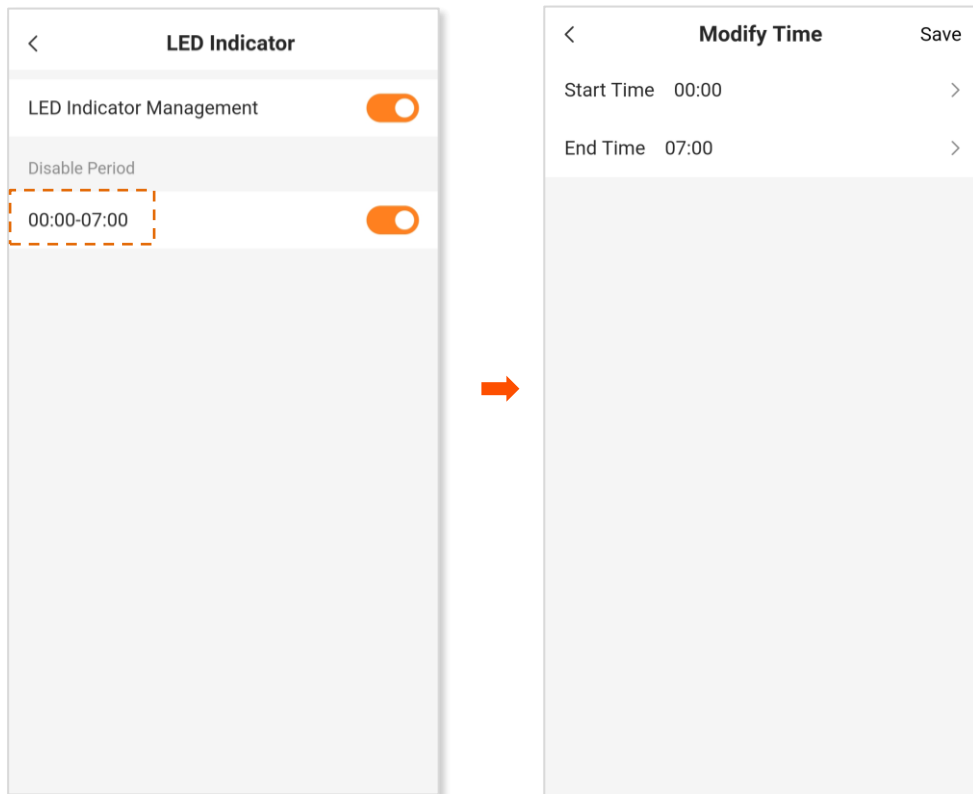 LED Indicator
LED Indicator Management
Disable Period
00:00-07:00
Modify Time
Save
Start Time 00:00
End Time 07:00